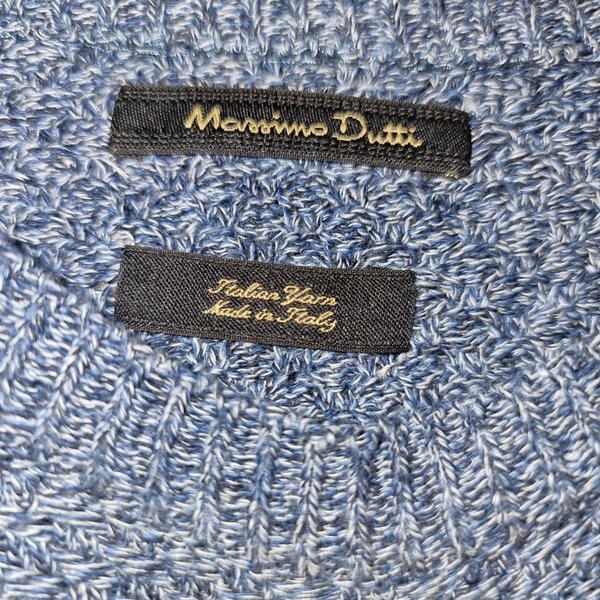 Massimo Dutti
Italian Yarn
Made in Italy